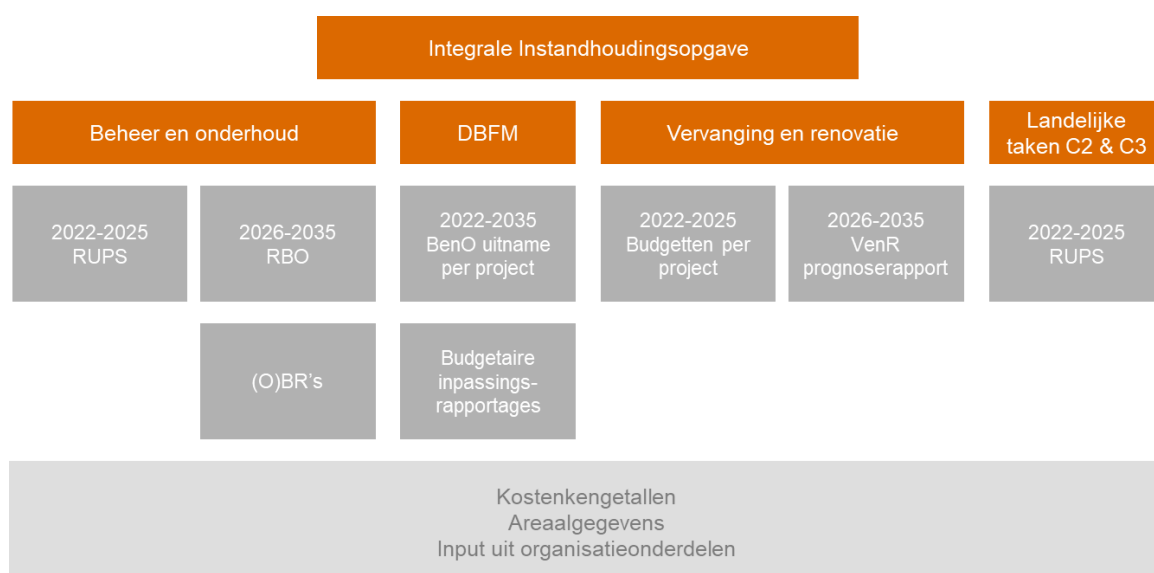 Integrale Instandhoudingsopgave
Beheer en onderhoud
DBFM
Vervanging en renovatie
Landelijke
taken C2 & C3
2022-2025
RUPS
2026-2035
RBO
2022-2035
BenO uitname
per project
2022-2025
Budgetten per
project
2026-2035
VenR
prognoserapport
2022-2025
RUPS
(O)BR's
Budgetaire
inpassings-
rapportages
Kostenkengetallen
Areaalgegevens
Input uit organisatieonderdelen